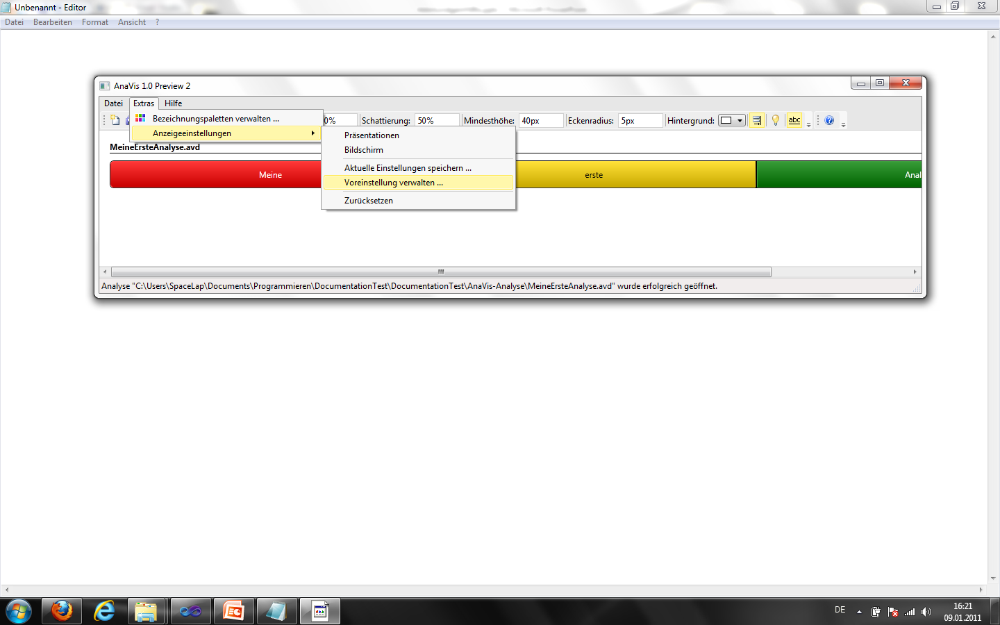 Unbenannt - Editor
Datei Bearbeiten Format Ansicht ?
AnaVis 1.0 Preview 2
Datei Extras Hilfe
Bezeichnungspaletten verwalten ...
0% Schattierung: 50% Mindesthöhe: 40px Eckenradius: 5px Hintergrund: abc ?
Anzeigeeinstellungen
Präsentationen
MeineErsteAnalyse.avd
Bildschirm
Aktuelle Einstellungen speichern ...
Meine erste Anal
Voreinstellung verwalten ...
Zurücksetzen
Analyse "C:\Users\SpaceLap\Documents\Programmieren\DocumentationTest\DocumentationTest\AnaVis-Analyse\MeineErsteAnalyse.avd" wurde erfolgreich geöffnet.
DE
16:21
09.01.2011